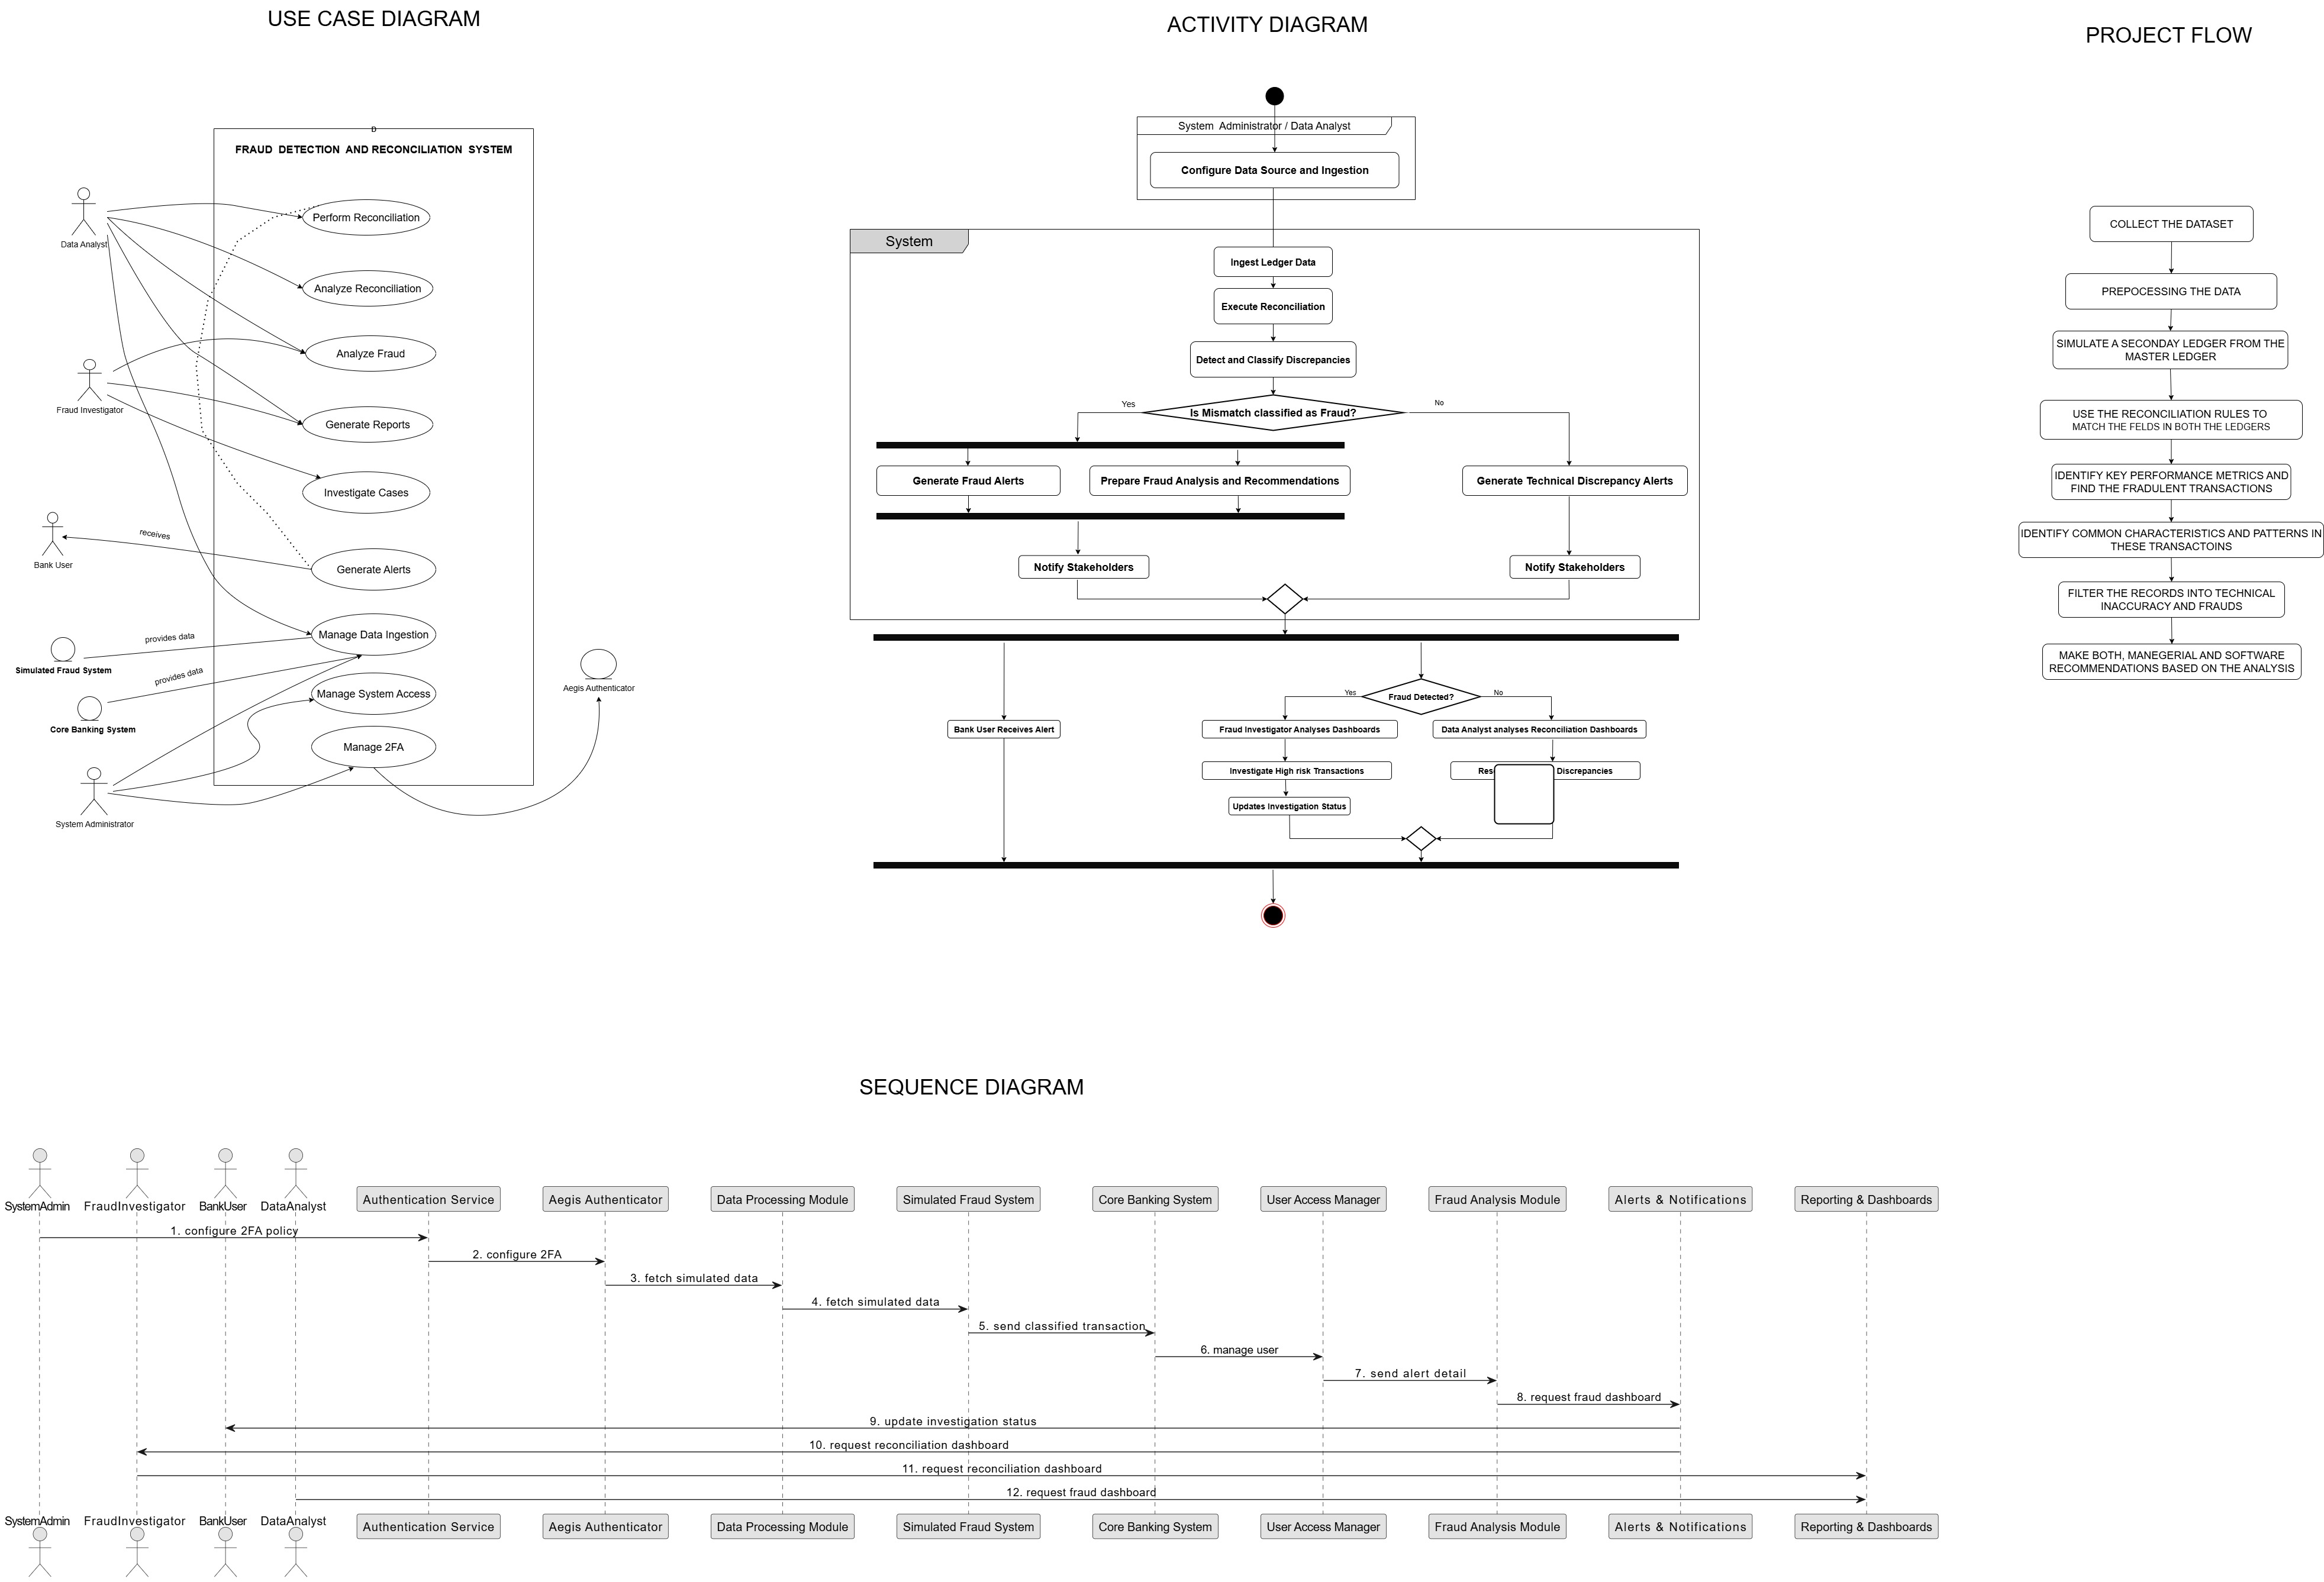 USE CASE DIAGRAM
D
FRAUD DETECTION AND RECONCILIATION SYSTEM
Data Analyst
Perform Reconciliation
Analyze Reconciliation
Analyze Fraud
Fraud Investigator
Generate Reports
Investigate Cases
Bank User
receives
Generate Alerts
Manage Data Ingestion
provides data
Simulated Fraud System
provides data
Core Banking System
Manage System Access
Aegis Authenticator
Manage 2FA
System Administrator
ACTIVITY DIAGRAM
System Administrator / Data Analyst
Configure Data Source and Ingestion
System
Ingest Ledger Data
Execute Reconciliation
Detect and Classify Discrepancies
Yes
Is Mismatch classified as Fraud?
No
Generate Fraud Alerts
Prepare Fraud Analysis and Recommendations
Generate Technical Discrepancy Alerts
Notify Stakeholders
Notify Stakeholders
Yes
Fraud Detected?
No
Bank User Receives Alert
Fraud Investigator Analyses Dashboards
Data Analyst analyses Reconciliation Dashboards
Investigate High risk Transactions
Discrepancies
Updates Investigation Status
PROJECT FLOW
COLLECT THE DATASET
PREPOCESSING THE DATA
SIMULATE A SECONDAY LEDGER FROM THE
MASTER LEDGER
USE THE RECONCILIATION RULES TO
MATCH THE FELDS IN BOTH THE LEDGERS
IDENTIFY KEY PERFORMANCE METRICS AND
FIND THE FRADULENT TRANSACTIONS
IDENTIFY COMMON CHARACTERISTICS AND PATTERNS IN
THESE TRANSACTOINS
FILTER THE RECORDS INTO TECHNICAL
INACCURACY AND FRAUDS
MAKE BOTH, MANEGERIAL AND SOFTWARE
RECOMMENDATIONS BASED ON THE ANALYSIS
SEQUENCE DIAGRAM
SystemAdmin
FraudInvestigator
BankUser
DataAnalyst
Authentication Service
Aegis Authenticator
Data Processing Module
Simulated Fraud System
Core Banking System
User Access Manager
Fraud Analysis Module
Alerts & Notifications
Reporting & Dashboards
1. configure 2FA policy
2. configure 2FA
3. fetch simulated data
4. fetch simulated data
5. send classified transaction
6. manage user
7. send alert detail
8. request fraud dashboard
9. update investigation status
10. request reconciliation dashboard
11. request reconciliation dashboard
12. request fraud dashboard
SystemAdmin
FraudInvestigator
BankUser
DataAnalyst
Authentication Service
Aegis Authenticator
Data Processing Module
Simulated Fraud System
Core Banking System
User Access Manager
Fraud Analysis Module
Alerts & Notifications
Reporting & Dashboards